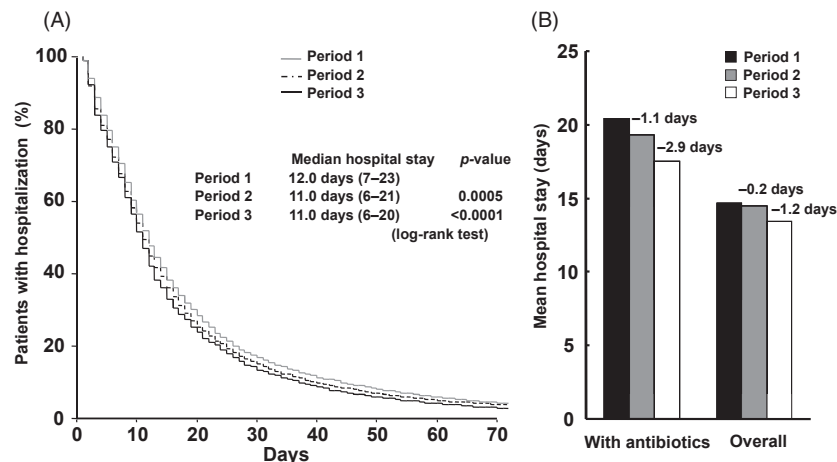 (A)
100
80
60
40
20
0
Patients with hospitalization (%)
Period 1
Period 2
Period 3
Median hospital stay p-value
Period 1 12.0 days (7–23)
Period 2 11.0 days (6–21) 0.0005
Period 3 11.0 days (6–20) <0.0001
(log-rank test)
0 10 20 30 40 50 60 70
Days
(B)
25
20
15
10
5
0
Mean hospital stay (days)
Period 1
Period 2
Period 3
–1.1 days
–2.9 days
–0.2 days
–1.2 days
With antibiotics Overall